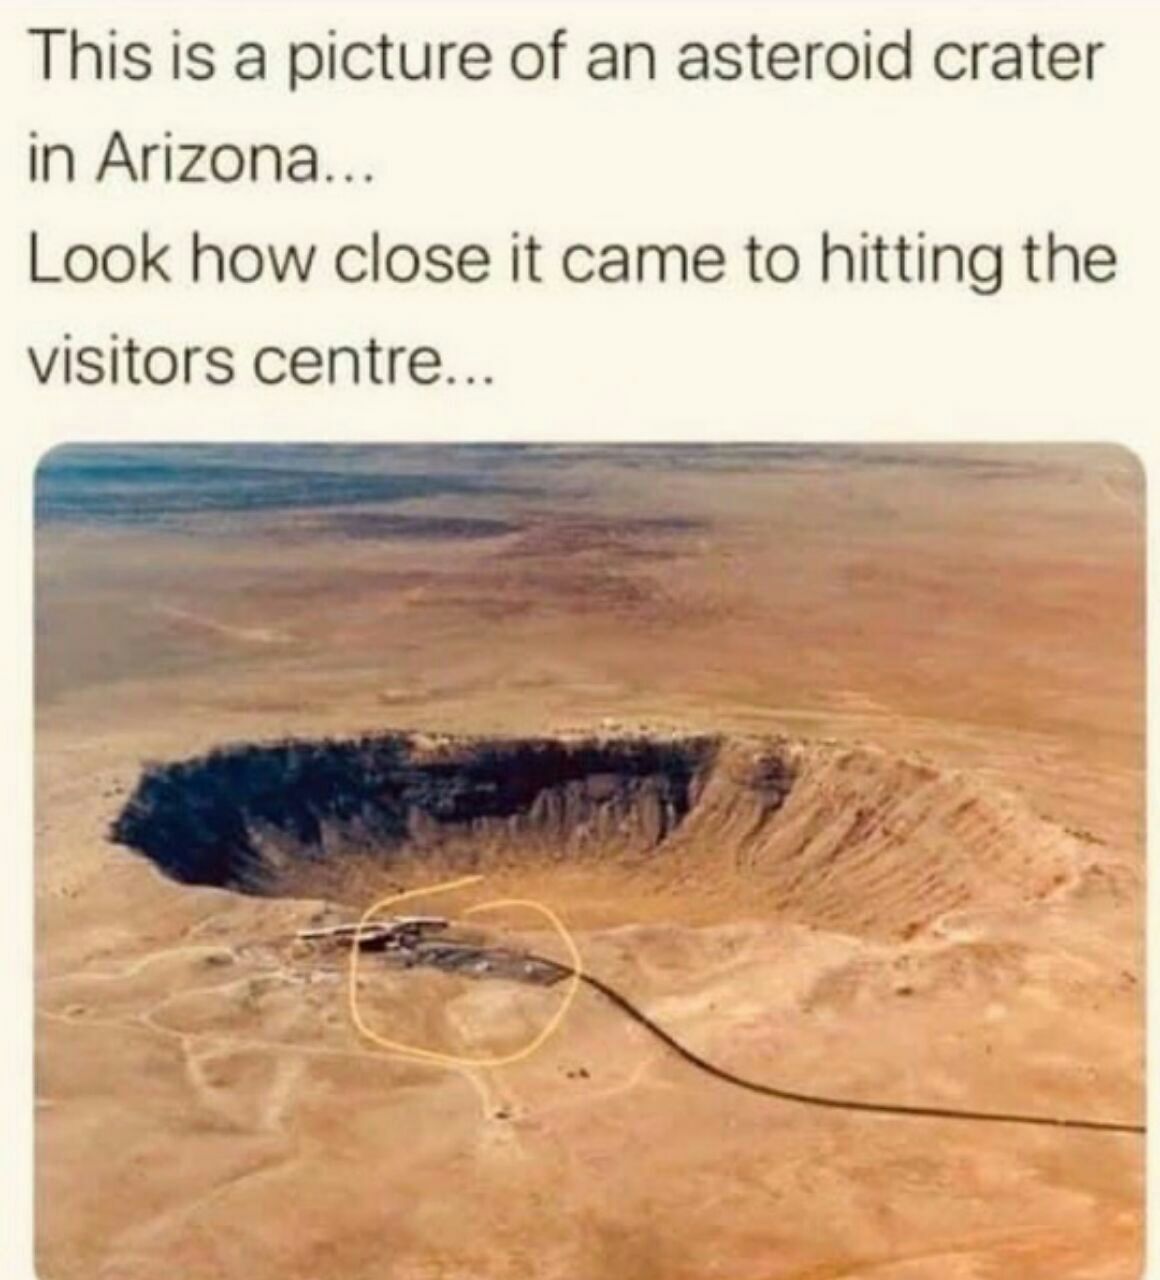 This is a picture of an asteroid crater
in Arizona...
Look how close it came to hitting the
visitors centre...